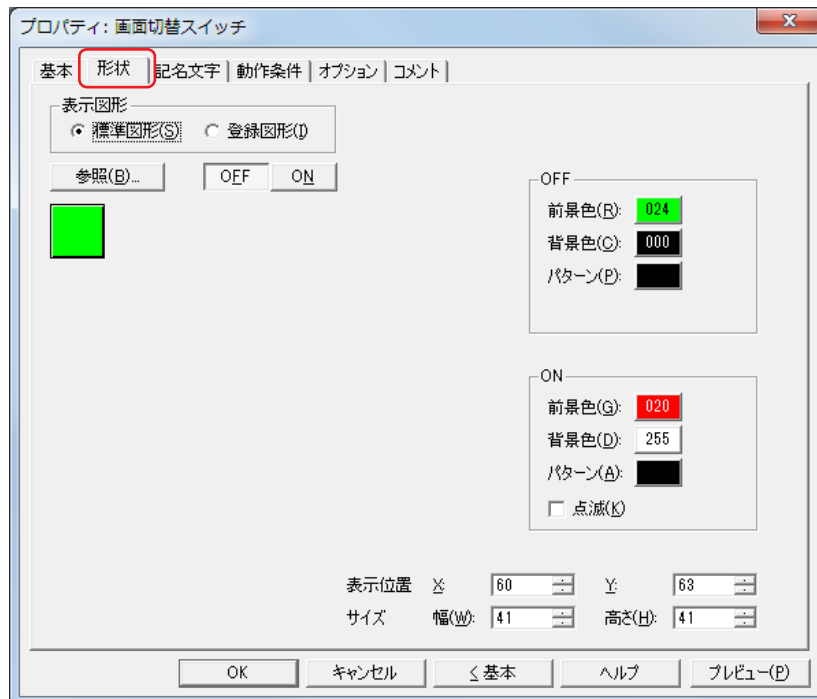 プロパティ: 画面切替スイッチ
x
基本 形状 記名文字 動作条件 オプション コメント
表示図形
標準図形(S) 登録図形(I)
参照(B)... OFF ON
OFF
前景色(R): 024
背景色(C): 000
パターン(P):
ON
前景色(G): 020
背景色(D): 255
パターン(A):
点滅(K)
表示位置 X: 60 Y: 63
サイズ 幅(W): 41 高さ(H): 41
OK キャンセル <基本 ヘルプ プレビュー(P)